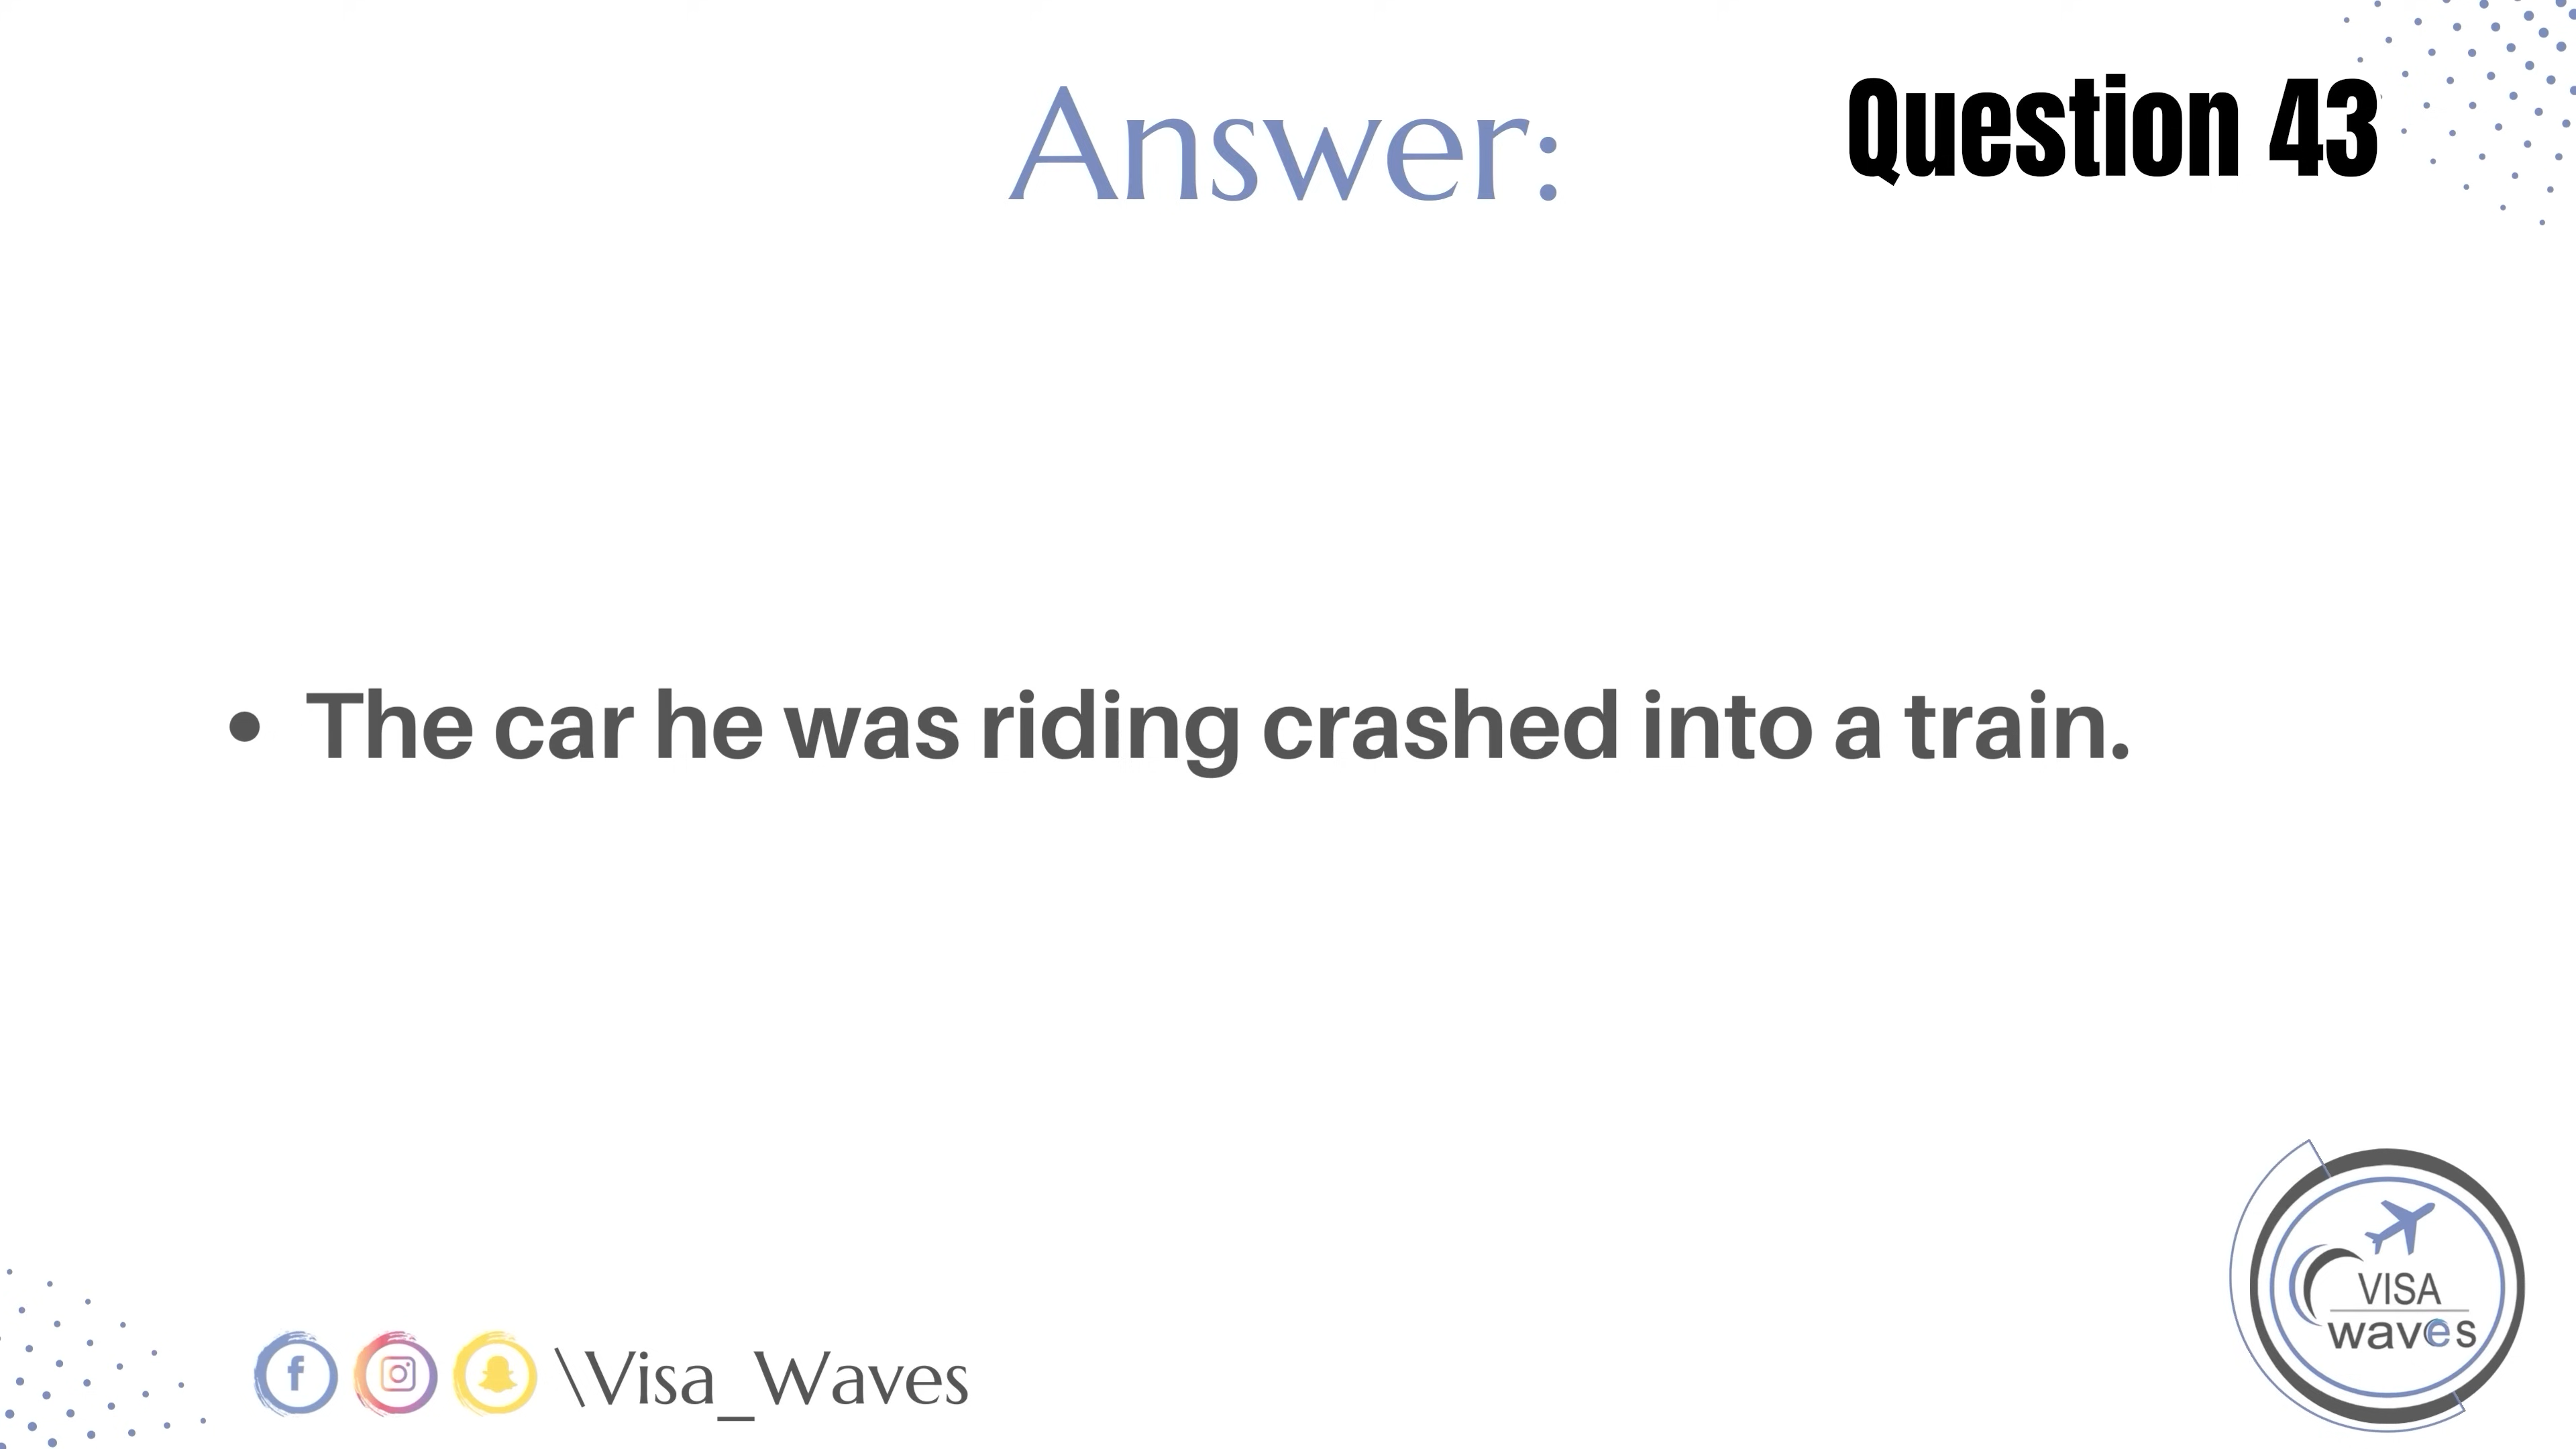 Answer:
Question 43
• The car he was riding crashed into a train.
\Visa_Waves
VISA
waves